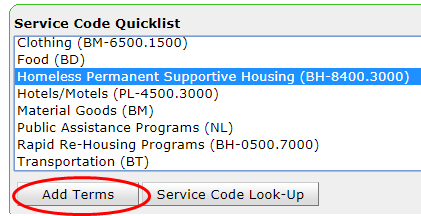 Service Code Quicklist
Clothing (BM-6500.1500)
Food (BD)
Homeless Permanent Supportive Housing (BH-8400.3000)
Hotels/Motels (PL-4500.3000)
Material Goods (BM)
Public Assistance Programs (NL)
Rapid Re-Housing Programs (BH-0500.7000)
Transportation (BT)
Add Terms Service Code Look-Up